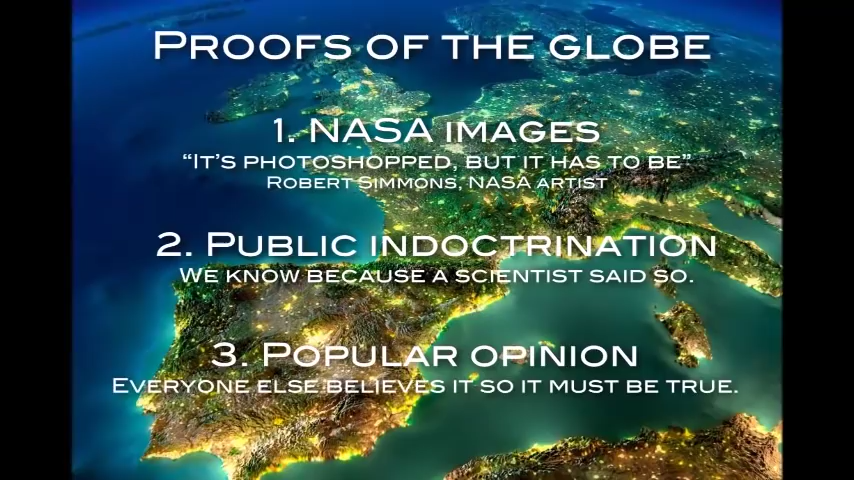 Proofs of the globe
1. NASA images
“It’s photoshopped, but it has to be”
Robert Simmons, NASA artist
2. Public indoctrination
We know because a scientist said so.
3. Popular opinion
Everyone else believes it so it must be true.